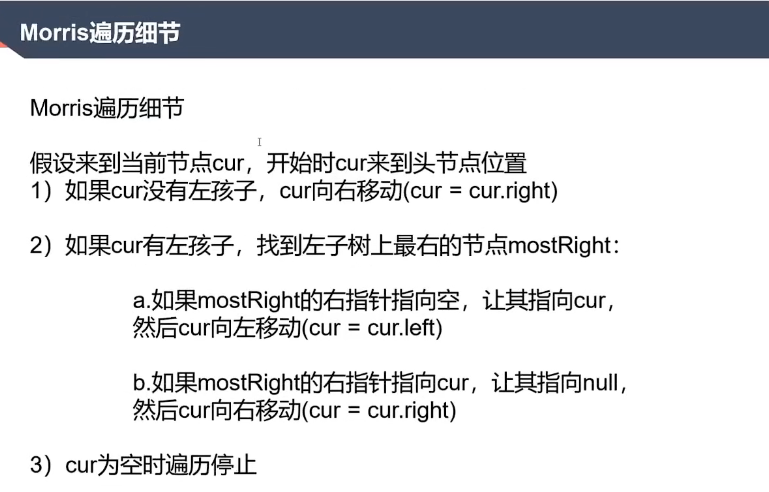 Morris遍历细节
Morris遍历细节
假设来到当前节点cur，开始时cur来到头节点位置
1）如果cur没有左孩子，cur向右移动(cur = cur.right)
2）如果cur有左孩子，找到左子树上最右的节点mostRight：
a.如果mostRight的右指针指向空，让其指向cur，
然后cur向左移动(cur = cur.left)
b.如果mostRight的右指针指向cur，让其指向null，
然后cur向右移动(cur = cur.right)
3）cur为空时遍历停止